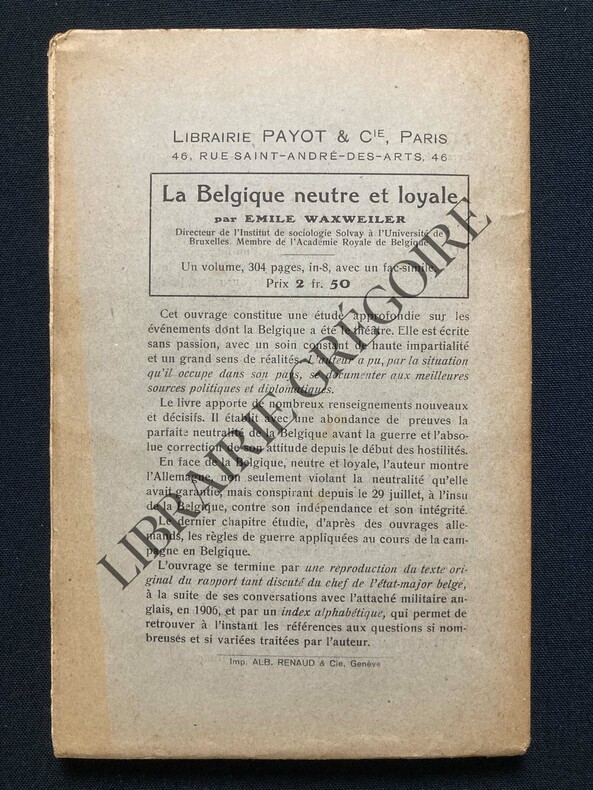 LIBRAIRIE PAYOT & CIE, PARIS
46, RUE SAINT-ANDRÉ-DES-ARTS, 46
La Belgique neutre et loyale
par EMILE WAXWEILER
Directeur de l'Institut de sociologie Solvay à l'Université de
Bruxelles. Membre de l'Académie Royale de Belgique
Un volume, 304 pages, in-8, avec un fac-similé
Prix 2 fr. 50
Cet ouvrage constitue une étude approfondie sur les
événements dont la Belgique a été le théâtre. Elle est écrite
sans passion, avec un soin constant de haute impartialité
et un grand sens de réalités. L'auteur a pu, par la situation
qu'il occupe dans son pays, se documenter aux meilleures
sources politiques et diplomatiques.
Le livre apporte de nombreux renseignements nouveaux
et décisifs. Il établit avec une abondance de preuves la
parfaite neutralité de la Belgique avant la guerre et l'abso-
lue correction de son attitude depuis le début des hostilités.
En face de la Belgique, neutre et loyale, l'auteur montre
l'Allemagne, non seulement violant la neutralité qu'elle
avait garantie, mais conspirant depuis le 29 juillet, à l'insu
de la Belgique, contre son indépendance et son intégrité.
Le dernier chapitre étudie, d'après des ouvrages alle-
mands, les règles de guerre appliquées au cours de la cam-
pagne en Belgique.
L'ouvrage se termine par une reproduction du texte ori-
ginal du rapport tant discuté du chef de l'état-major belge,
à la suite de ses conversations avec l'attaché militaire an-
glais, en 1906, et par un index alphabétique, qui permet de
retrouver à l'instant les références aux questions si nom-
breuses et si variées traitées par l'auteur.
Imp. ALB. RENAUD & Cie, Genève
LIBRAIRIE GRÉGOIRE